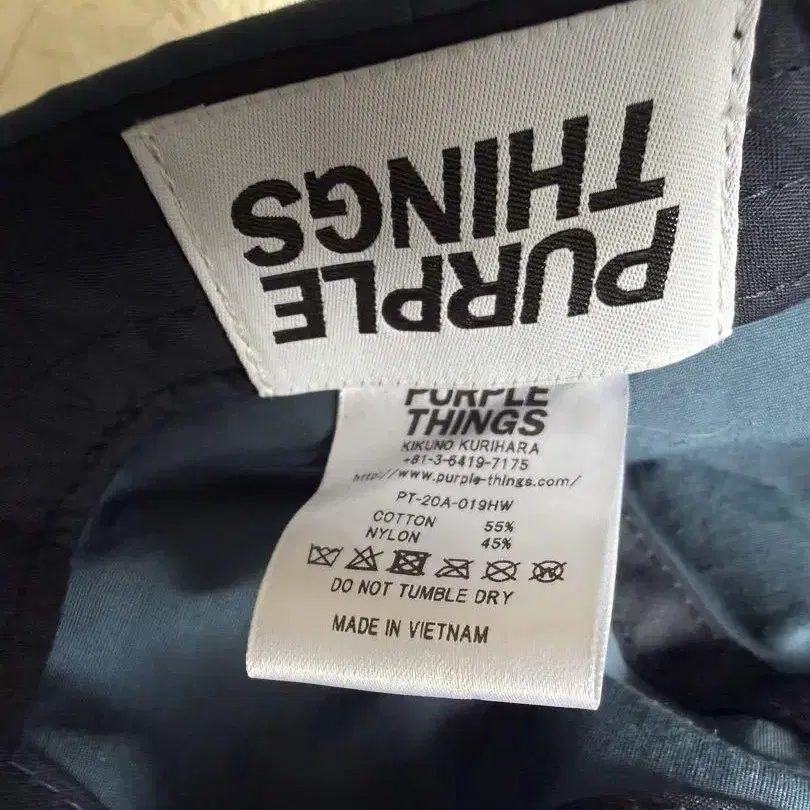 PURPLE
THINGS
PURPLE
THINGS
KIKUNO KURIHARA
+81-3-6419-7175
http://www.purple-things.com/
PT-20A-019HW
COTTON 55%
NYLON 45%
DO NOT TUMBLE DRY
MADE IN VIETNAM